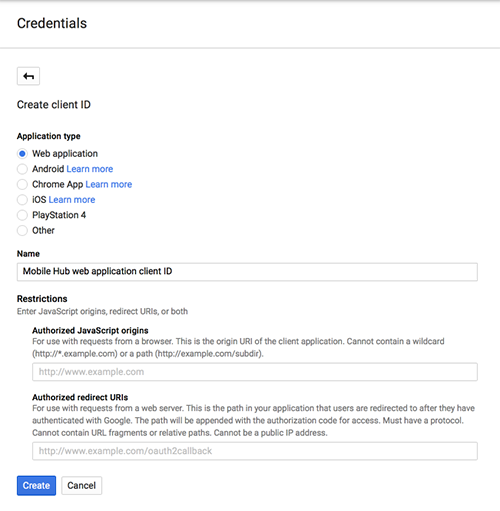 Credentials
Create client ID
Application type
Web application
Android Learn more
Chrome App Learn more
iOS Learn more
PlayStation 4
Other
Name
Mobile Hub web application client ID
Restrictions
Enter JavaScript origins, redirect URIs, or both
Authorized JavaScript origins
For use with requests from a browser. This is the origin URI of the client application. Cannot contain a wildcard
(http://*.example.com) or a path (http://example.com/subdir).
http://www.example.com
Authorized redirect URIs
For use with requests from a web server. This is the path in your application that users are redirected to after they have
authenticated with Google. The path will be appended with the authorization code for access. Must have a protocol.
Cannot contain URL fragments or relative paths. Cannot be a public IP address.
http://www.example.com/oauth2callback
Create Cancel